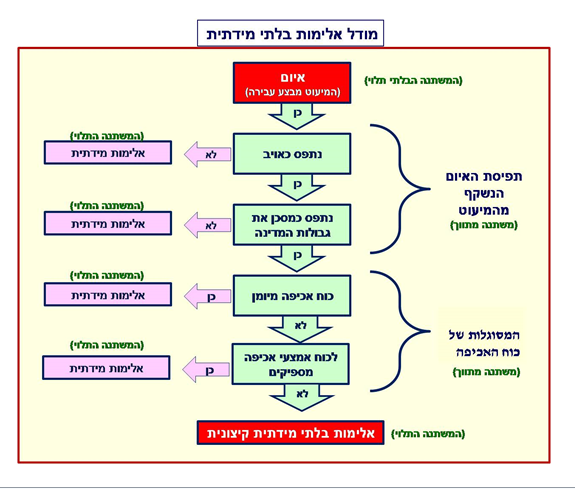 מודל אלימות בלתי מידתית
איום
(המיעוט מבצע עבירה)
(המשתנה הבלתי תלוי)
כן
(המשתנה התלוי)
נתפס כאויב
לא
אלימות מידתית
כן
תפיסת האיום
הנשקף
מהמיעוט
(משתנה מתווך)
(המשתנה התלוי)
נתפס כמסכן את
גבולות המדינה
לא
אלימות מידתית
כן
(המשתנה התלוי)
כוח אכיפה מיומן
כן
אלימות מידתית
לא
המסוגלות של
כוח האכיפה
(משתנה מתווך)
(המשתנה התלוי)
לכוח אמצעי אכיפה
מספיקים
כן
אלימות מידתית
לא
אלימות בלתי מידתית קיצונית
(המשתנה התלוי)